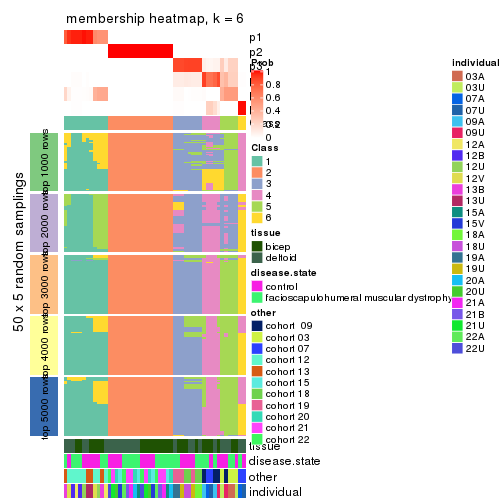 membership heatmap, k = 6
p1
p2
p3
Prob
1
0.8
0.6
0.4
0.2
0
Class
1
2
3
4
5
6
tissue
bicep
deltoid
disease.state
control
facioscapulohumeral muscular dystrophy
other
cohort 09
cohort 03
cohort 07
cohort 12
cohort 13
cohort 15
cohort 18
cohort 19
cohort 20
cohort 21
cohort 22
individual
03A
03U
07A
07U
09A
09U
12A
12B
12U
12V
13B
13U
15A
15V
18A
18U
19A
19U
20A
20U
21A
21B
21U
22A
22U
50 x 5 random samplings
top 1000 rows
top 2000 rows
top 3000 rows
top 4000 rows
top 5000 rows
tissue
disease.state
other
individual